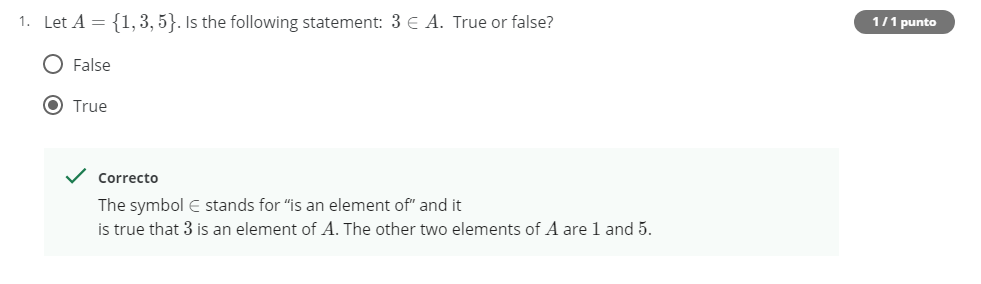 1. Let A = {1, 3, 5}. Is the following statement: 3 ∈ A. True or false?
1 / 1 punto
False
True
Correcto
The symbol ∈ stands for “is an element of” and it
is true that 3 is an element of A. The other two elements of A are 1 and 5.